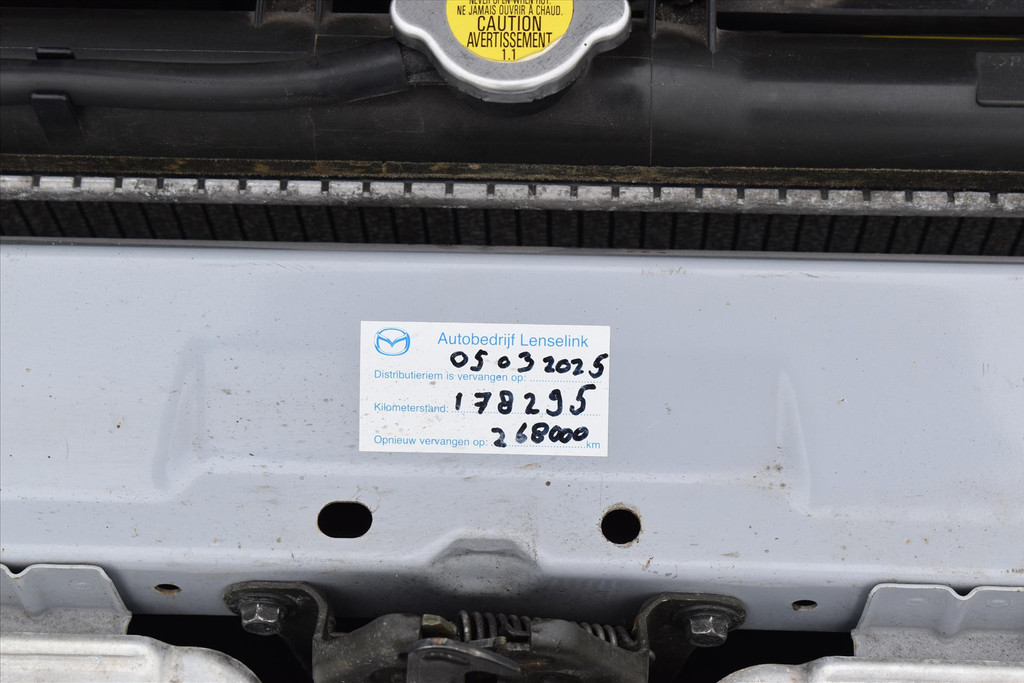 NEVER OPEN WHEN HOT.
NE JAMAIS OUVRIR À CHAUD.
CAUTION
AVERTISSEMENT
1.1
Autobedrijf Lenselink
05 03 2025
Distributieriem is vervangen op:
Kilometerstand: 178295
Opnieuw vervangen op: 268000 km